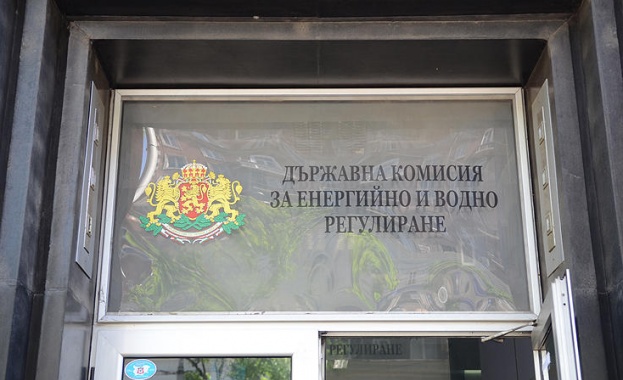 ДЪРЖАВНА КОМИСИЯ
ЗА ЕНЕРГИЙНО И ВОДНО
РЕГУЛИРАНЕ
РЕГУЛИРАНЕ